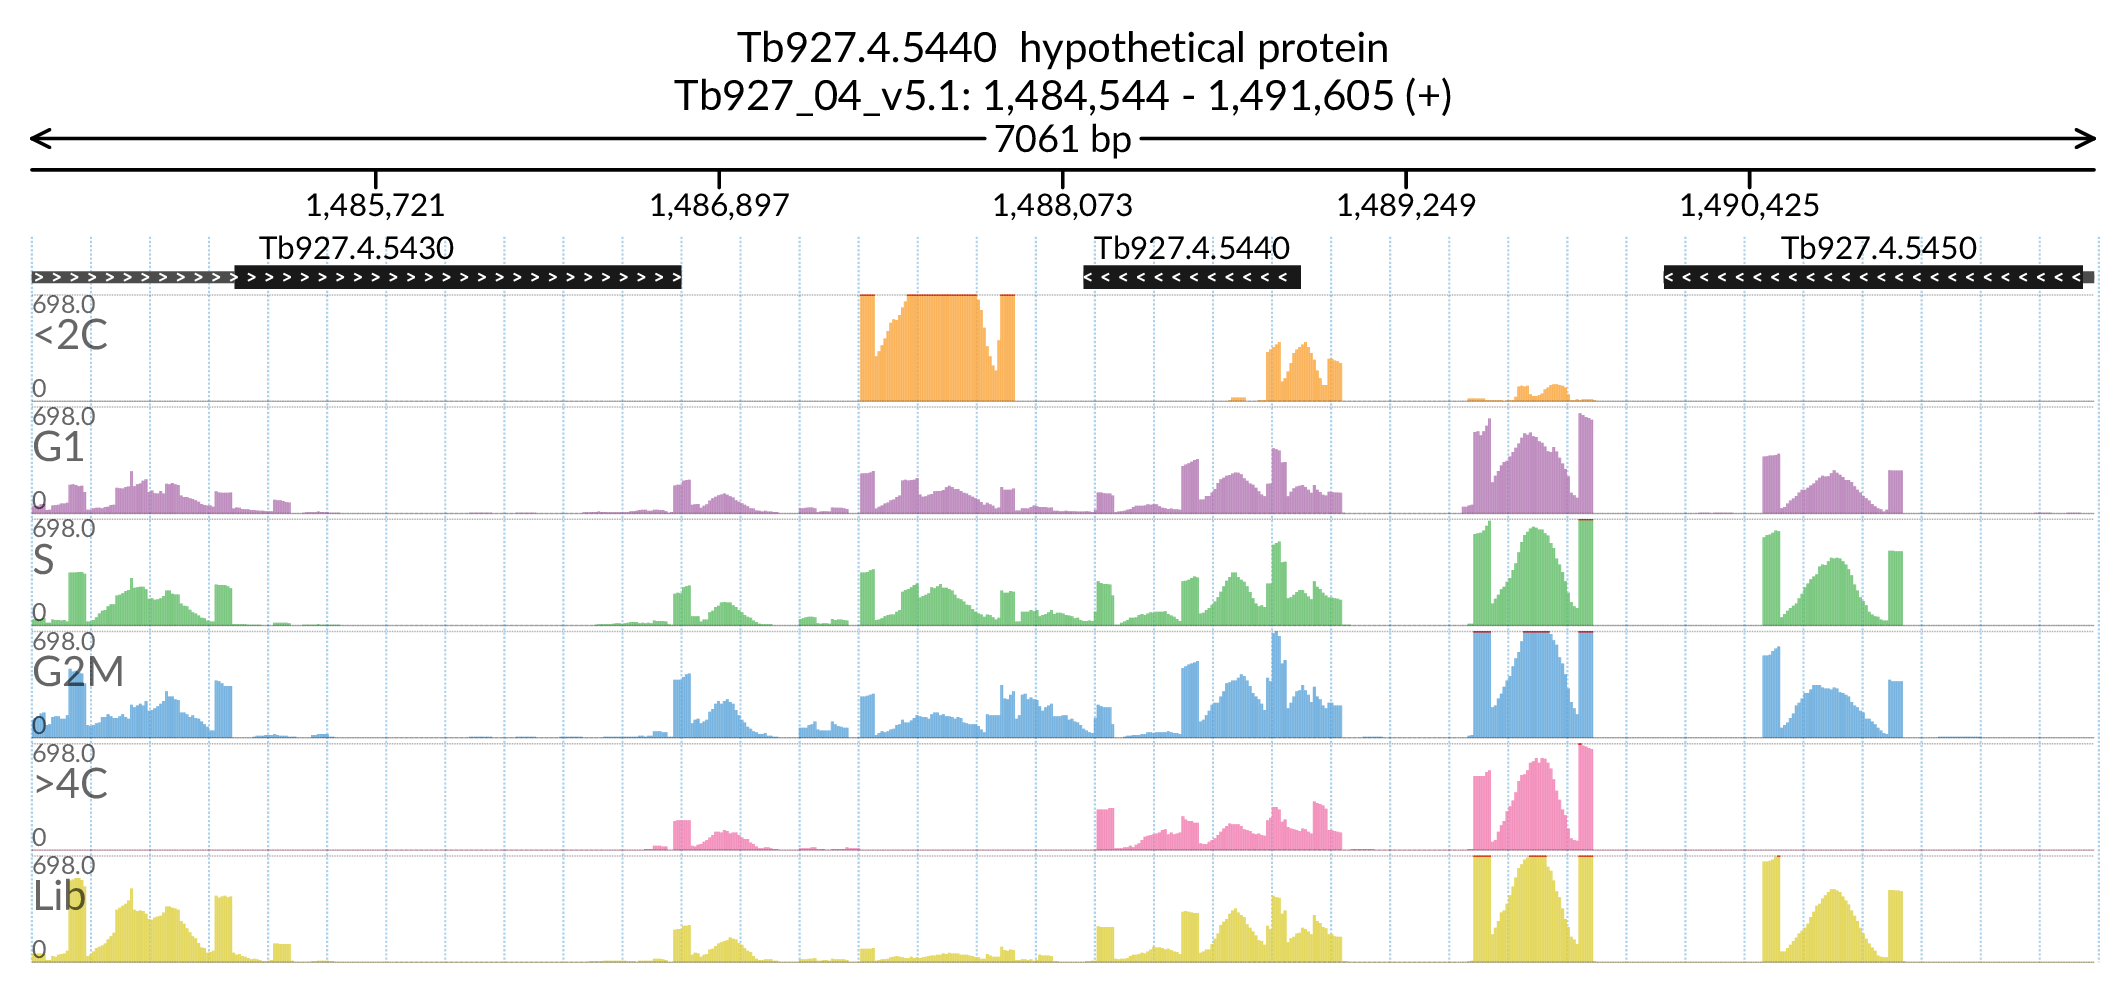 Tb927.4.5440 hypothetical protein
Tb927_04_v5.1: 1,484,544 - 1,491,605 (+)
7061 bp
1,485,721 1,486,897 1,488,073 1,489,249 1,490,425
Tb927.4.5430 Tb927.4.5440 Tb927.4.5450
698.0
<2C
0
698.0
G1
0
698.0
S
0
698.0
G2M
0
698.0
>4C
0
698.0
Lib
0